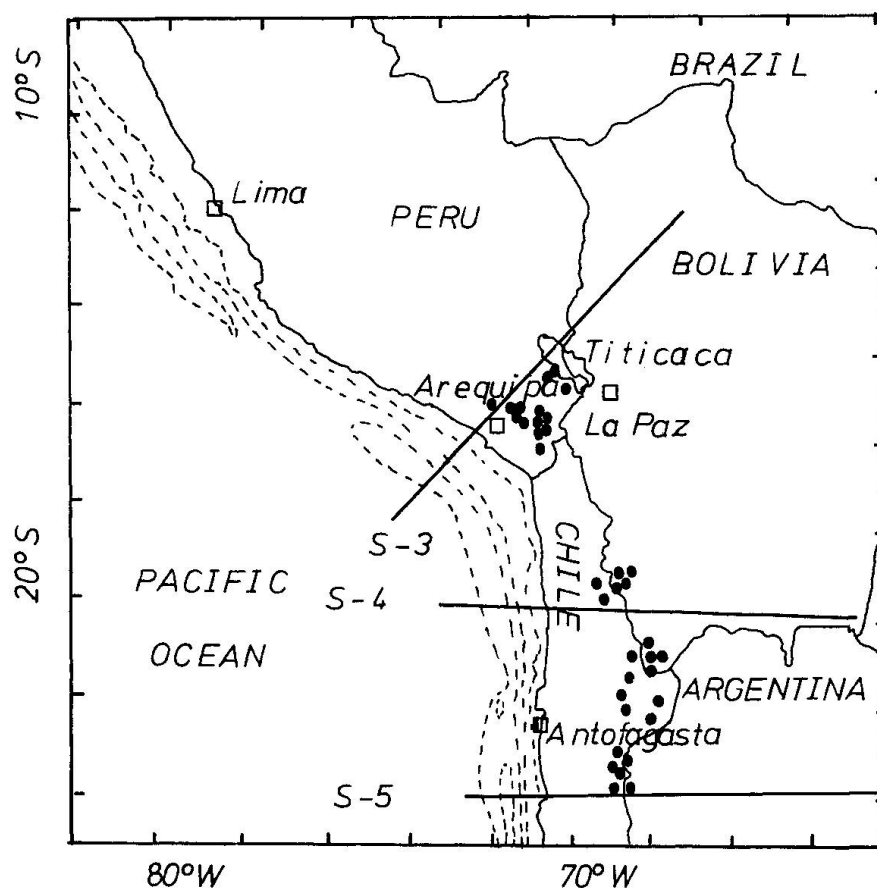 10°S
BRAZIL
Lima
PERU
BOLIVIA
Titicaca
Arequipa
La Paz
S-3
CHILE
20°S
PACIFIC
S-4
OCEAN
ARGENTINA
Antofagasta
S-5
80°W
70°W